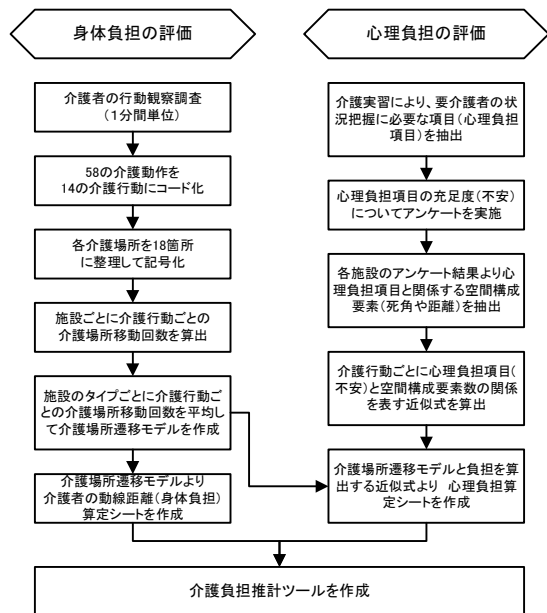 身体負担の評価
介護者の行動観察調査
（1分間単位）
58の介護動作を
14の介護行動にコード化
各介護場所を18箇所
に整理して記号化
施設ごとに介護行動ごとの
介護場所移動回数を算出
施設のタイプごとに介護行動ご
との介護場所移動回数を平均し
て介護場所遷移モデルを作成
介護場所遷移モデルより
介護者の動線距離（身体負担）
算定シートを作成
心理負担の評価
介護実習により、要介護者の状
況把握に必要な項目（心理負担
項目）を抽出
心理負担項目の充足度（不安）
についてアンケートを実施
各施設のアンケート結果より心
理負担項目と関係する空間構成
要素（死角や距離）を抽出
介護行動ごとに心理負担項目（
不安）と空間構成要素数の関係
を表す近似式を算出
介護場所遷移モデルと負担を算
出する近似式より 心理負担算
定シートを作成
介護負担推計ツールを作成